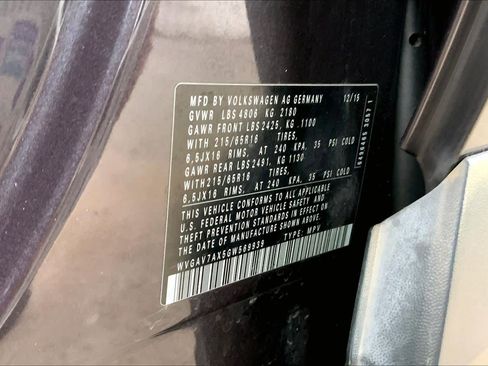 MFD BY VOLKSWAGEN AG GERMANY 12/15
GVWR LBS 4806 KG 2180
GAWR FRONT LBS 2425, KG 1100
WITH 215/65R16 TIRES,
6,5JX16 RIMS, AT 240 KPA, 35 PSI COLD
GAWR REAR LBS 2491, KG 1130
WITH 215/65R16 TIRES,
6,5JX16 RIMS, AT 240 KPA, 35 PSI COLD
THIS VEHICLE CONFORMS TO ALL APPLICABLE
U.S. FEDERAL MOTOR VEHICLE SAFETY AND
THEFT PREVENTION STANDARDS IN EFFECT ON
THE DATE OF MANUFACTURE SHOWN ABOVE
WVGAV7AX5GW569939 TYPE: MPV